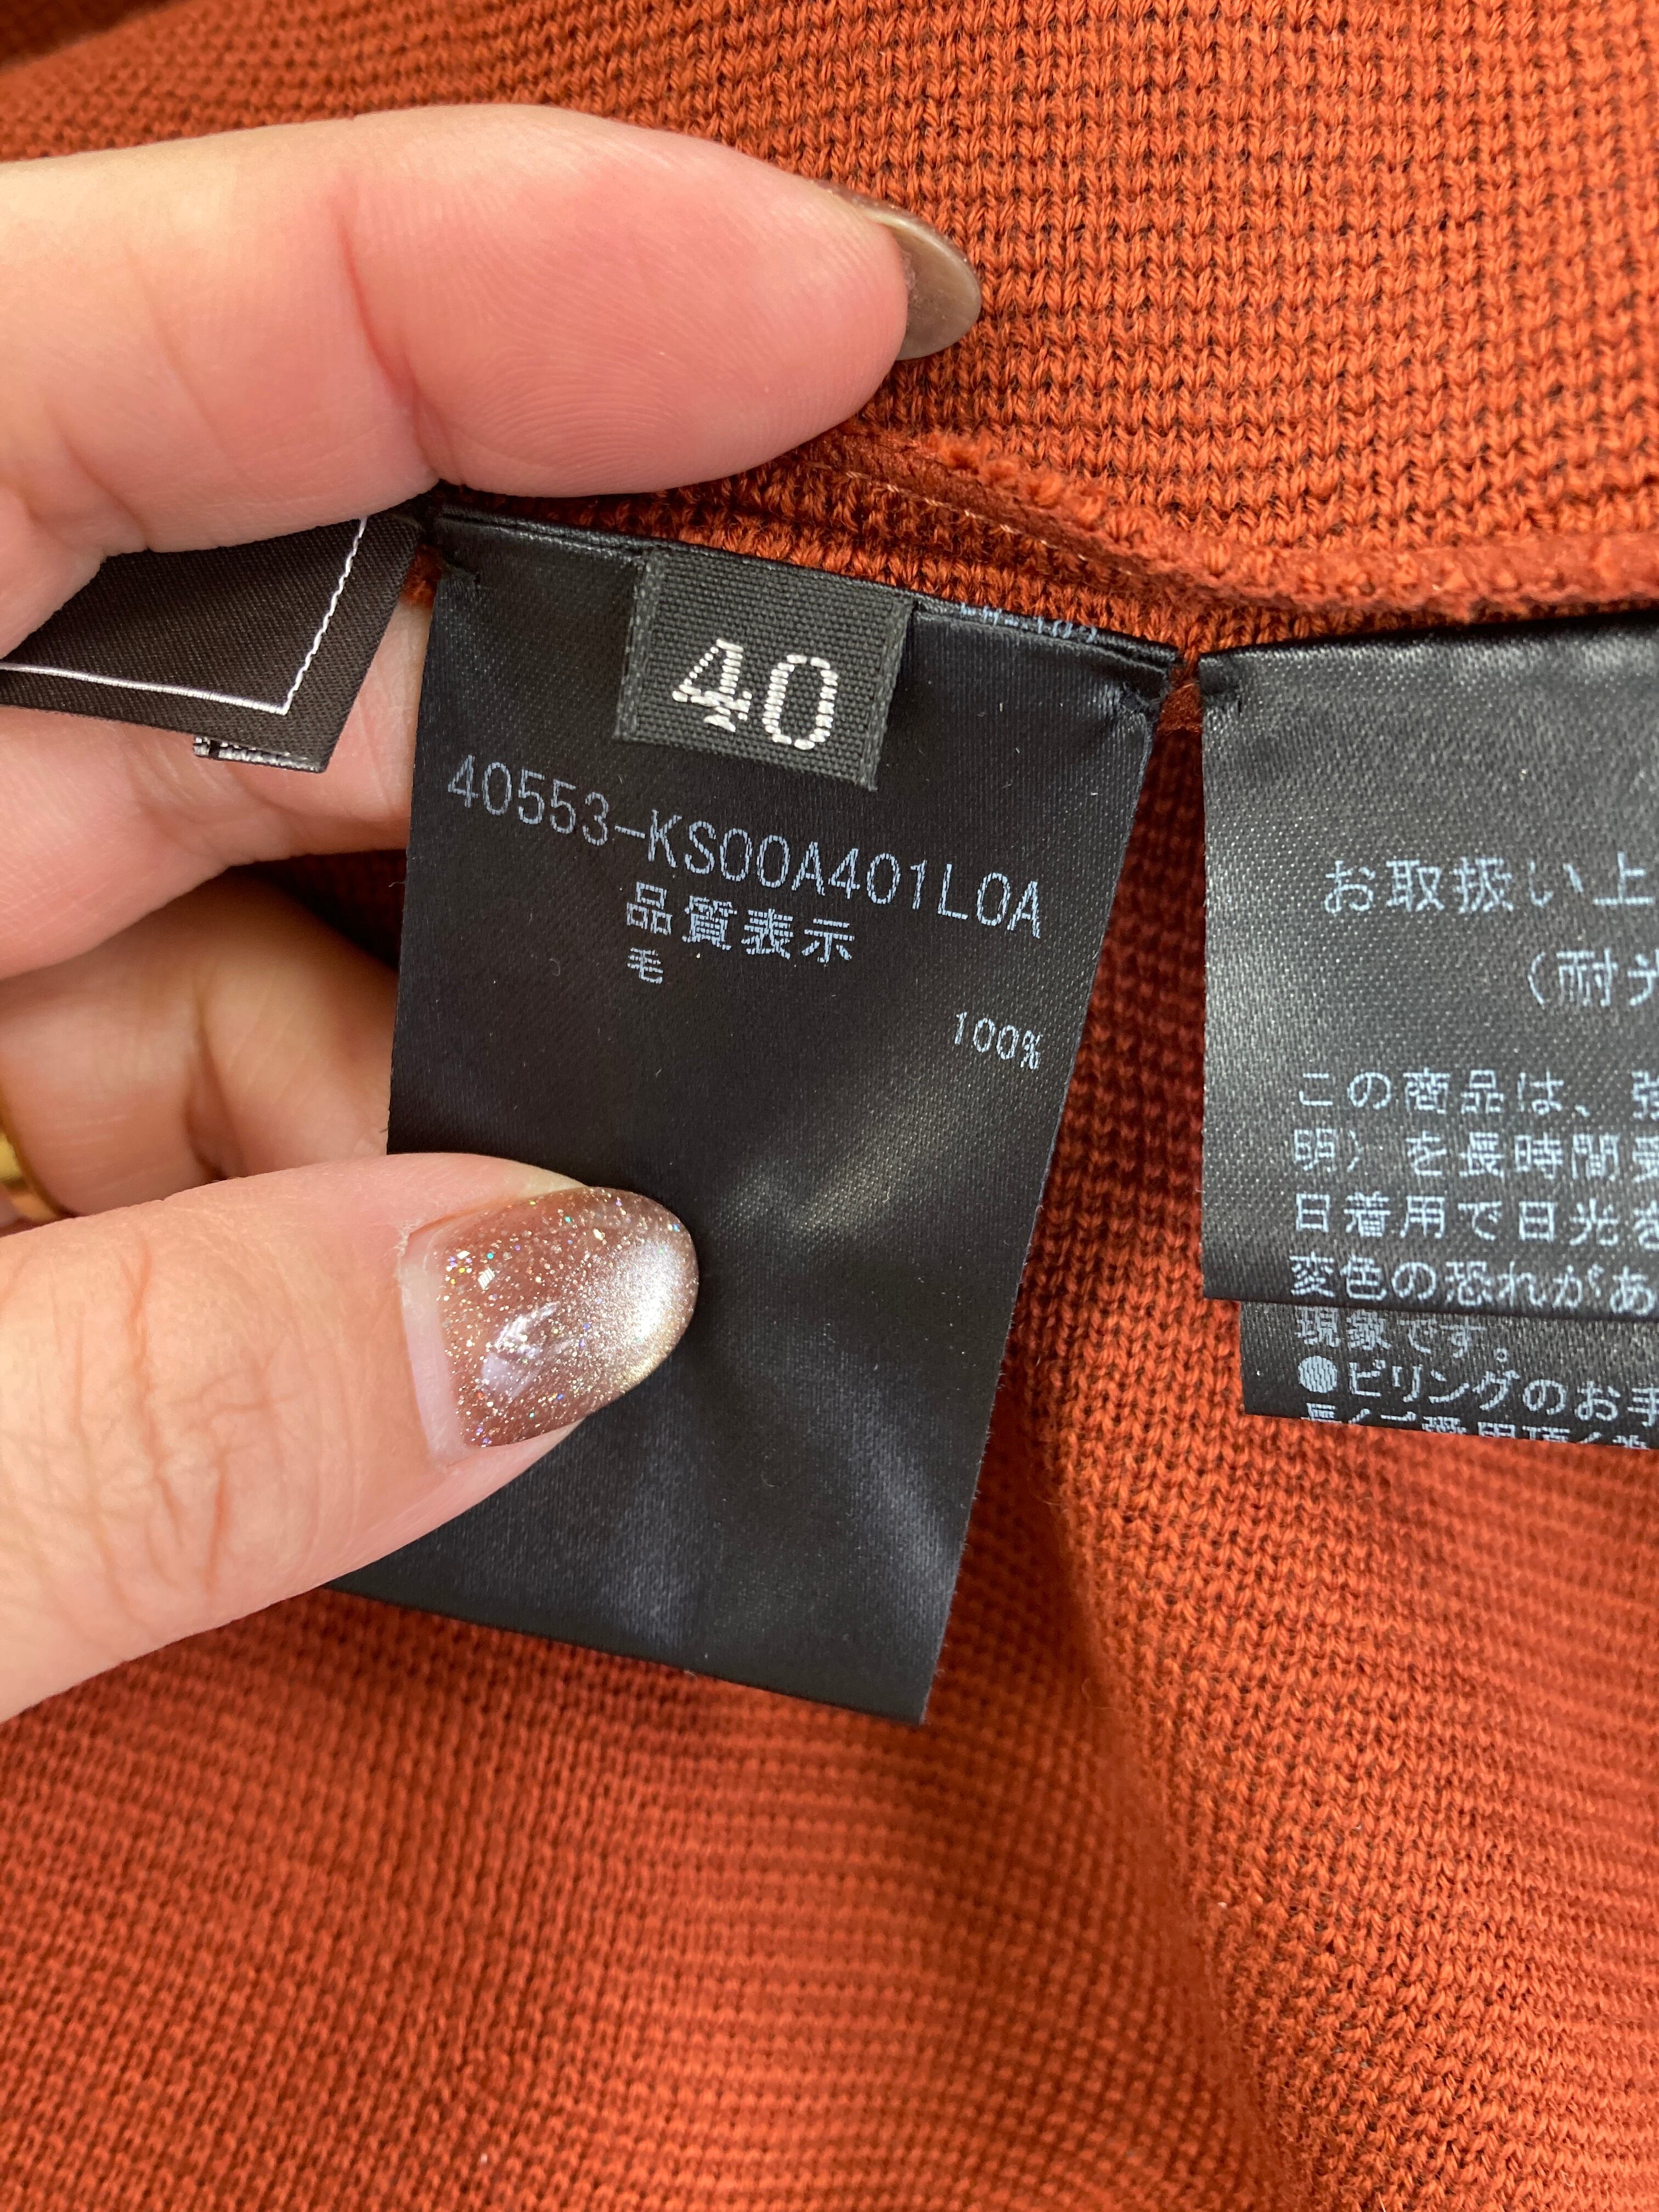 40
40553-KS00A401L0A
品質表示
毛
100%
お取扱い上
(耐光
この商品は、強
明)を長時間
日着用で日光を
変色の恐れがあ
現象です。
●ピリングのお手